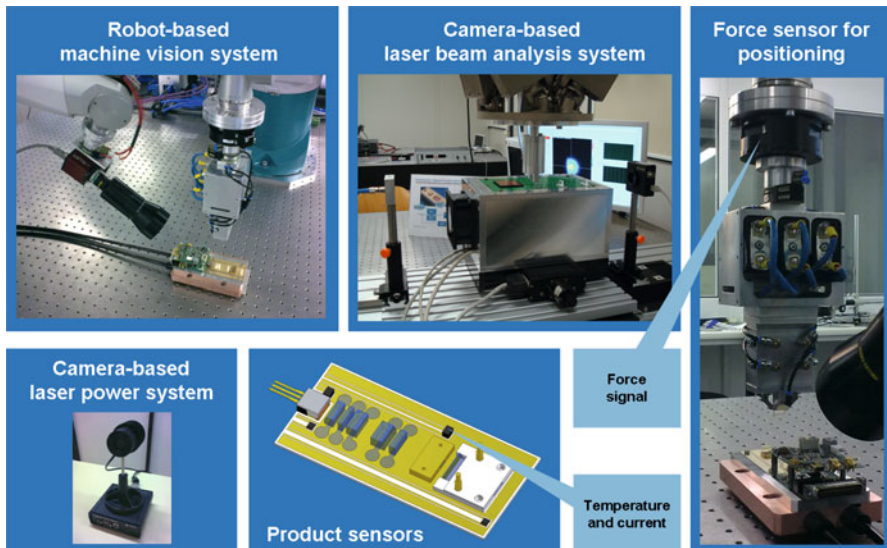 Robot-based
machine vision system
Camera-based
laser beam analysis system
Force sensor for
positioning
Camera-based
laser power system
Force
signal
Temperature
and current
Product sensors